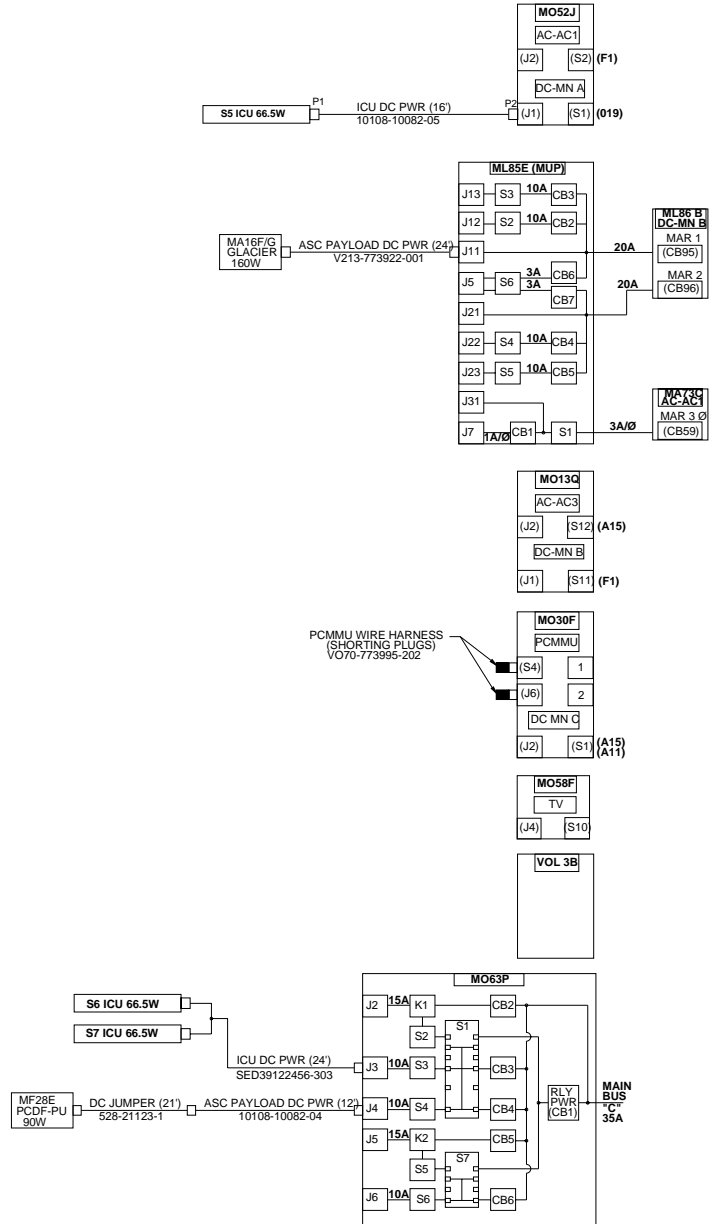 MO52J
AC-AC1
(J2) (S2) (F1)
DC-MN A
S5 ICU 66.5W P1 ICU DC PWR (16') P2 (J1) (S1) (019)
10108-10082-05
ML85E (MUP)
J13 S3 10A CB3
J12 S2 10A CB2
ML86 B
DC-MN B
MAR 1
MA16F/G
GLACIER
160W
ASC PAYLOAD DC PWR (24')
V213-773922-001
J11 20A (CB95)
J5 S6 3A CB6
3A CB7
MAR 2
20A (CB96)
J21
J22 S4 10A CB4
J23 S5 10A CB5
J31
MA73C
AC-AC1
MAR 3 Ø
J7 1A/Ø CB1 S1 3A/Ø (CB59)
MO13Q
AC-AC3
(J2) (S12) (A15)
DC-MN B
(J1) (S11) (F1)
MO30F
PCMMU
PCMMU WIRE HARNESS
(SHORTING PLUGS)
VO70-773995-202
(S4) 1
(J6) 2
DC MN C
(J2) (S1) (A15)
(A11)
MO58F
TV
(J4) (S10)
VOL 3B
MO63P
S6 ICU 66.5W
S7 ICU 66.5W
J2 15A K1 CB2
S2 S1
ICU DC PWR (24')
SED39122456-303
J3 10A S3 CB3
MF28E
PCDF-PU
90W
DC JUMPER (21')
528-21123-1
ASC PAYLOAD DC PWR (12')
10108-10082-04
J4 10A S4 CB4
RLY
PWR
(CB1)
MAIN
BUS
"C"
35A
J5 15A K2 CB5
S5 S7
J6 10A S6 CB6